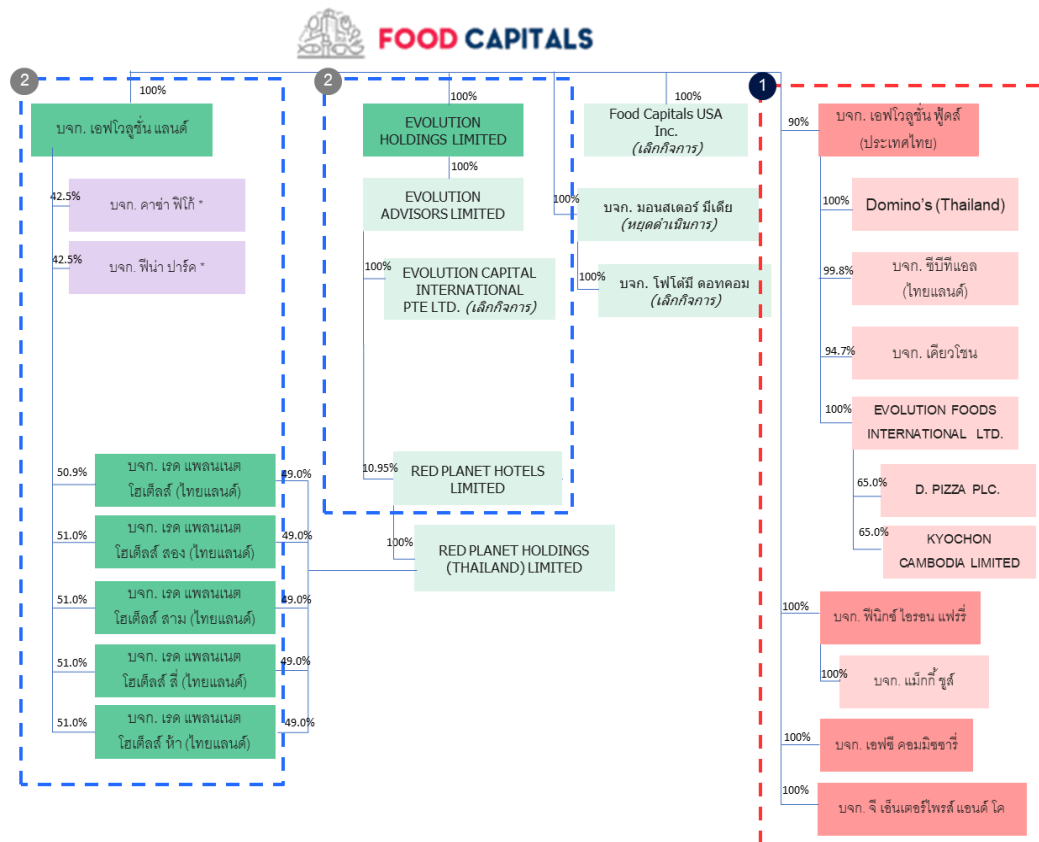 FOOD CAPITALS
2
100%
บจก. เอฟโวลูชั่น แลนด์
42.5%
บจก. คาซ่า ฟิโก้ *
42.5%
บจก. ฟีน่า ปาร์ค *
50.9%
บจก. เรด แพลนเนต
โฮเต็ลส์ (ไทยแลนด์)
49.0%
51.0%
บจก. เรด แพลนเนต
โฮเต็ลส์ สอง (ไทยแลนด์)
49.0%
51.0%
บจก. เรด แพลนเนต
โฮเต็ลส์ สาม (ไทยแลนด์)
49.0%
51.0%
บจก. เรด แพลนเนต
โฮเต็ลส์ สี่ (ไทยแลนด์)
49.0%
51.0%
บจก. เรด แพลนเนต
โฮเต็ลส์ ห้า (ไทยแลนด์)
49.0%
2
100%
EVOLUTION
HOLDINGS LIMITED
100%
EVOLUTION
ADVISORS LIMITED
100%
EVOLUTION CAPITAL
INTERNATIONAL
PTE LTD. (เลิกกิจการ)
10.95%
RED PLANET HOTELS
LIMITED
100%
RED PLANET HOLDINGS
(THAILAND) LIMITED
100%
Food Capitals USA
Inc.
(เลิกกิจการ)
100%
บจก. มอนสเตอร์ มีเดีย
(หยุดดำเนินการ)
100%
บจก. โฟโต้มี ดอทคอม
(เลิกกิจการ)
1
90%
บจก. เอฟโวลูชั่น ฟู้ดส์
(ประเทศไทย)
100%
Domino's (Thailand)
99.8%
บจก. ซีบีทีแอล
(ไทยแลนด์)
94.7%
บจก. เคียวโชน
100%
EVOLUTION FOODS
INTERNATIONAL LTD.
65.0%
D. PIZZA PLC.
65.0%
KYOCHON
CAMBODIA LIMITED
100%
บจก. ฟีนิกซ์ ไอรอน แฟรรี่
100%
บจก. แม็กกี้ ชูส์
100%
บจก. เอฟซี คอมมิซซารี่
100%
บจก. จี เอ็นเตอร์ไพรส์ แอนด์ โค